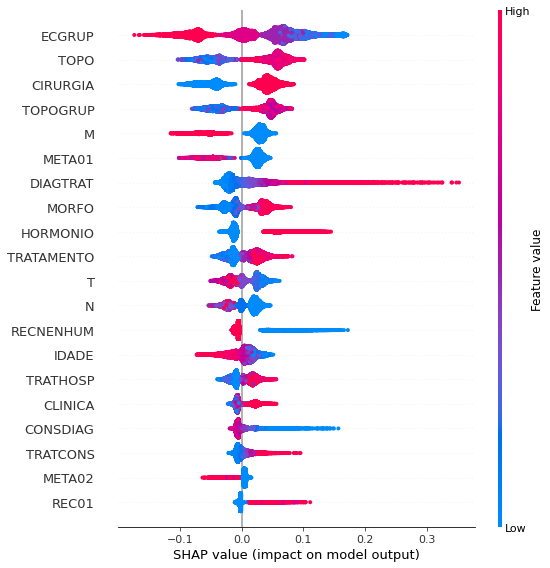 High
ECGRUP
TOPO
CIRURGIA
TOPOGRUP
M
META01
DIAGTRAT
MORFO
HORMONIO
TRATAMENTO
T
N
RECNENHUM
IDADE
TRATHOSP
CLINICA
CONSDIAG
TRATCONS
META02
REC01
Low
Feature value
−0.1 0.0 0.1 0.2 0.3
SHAP value (impact on model output)